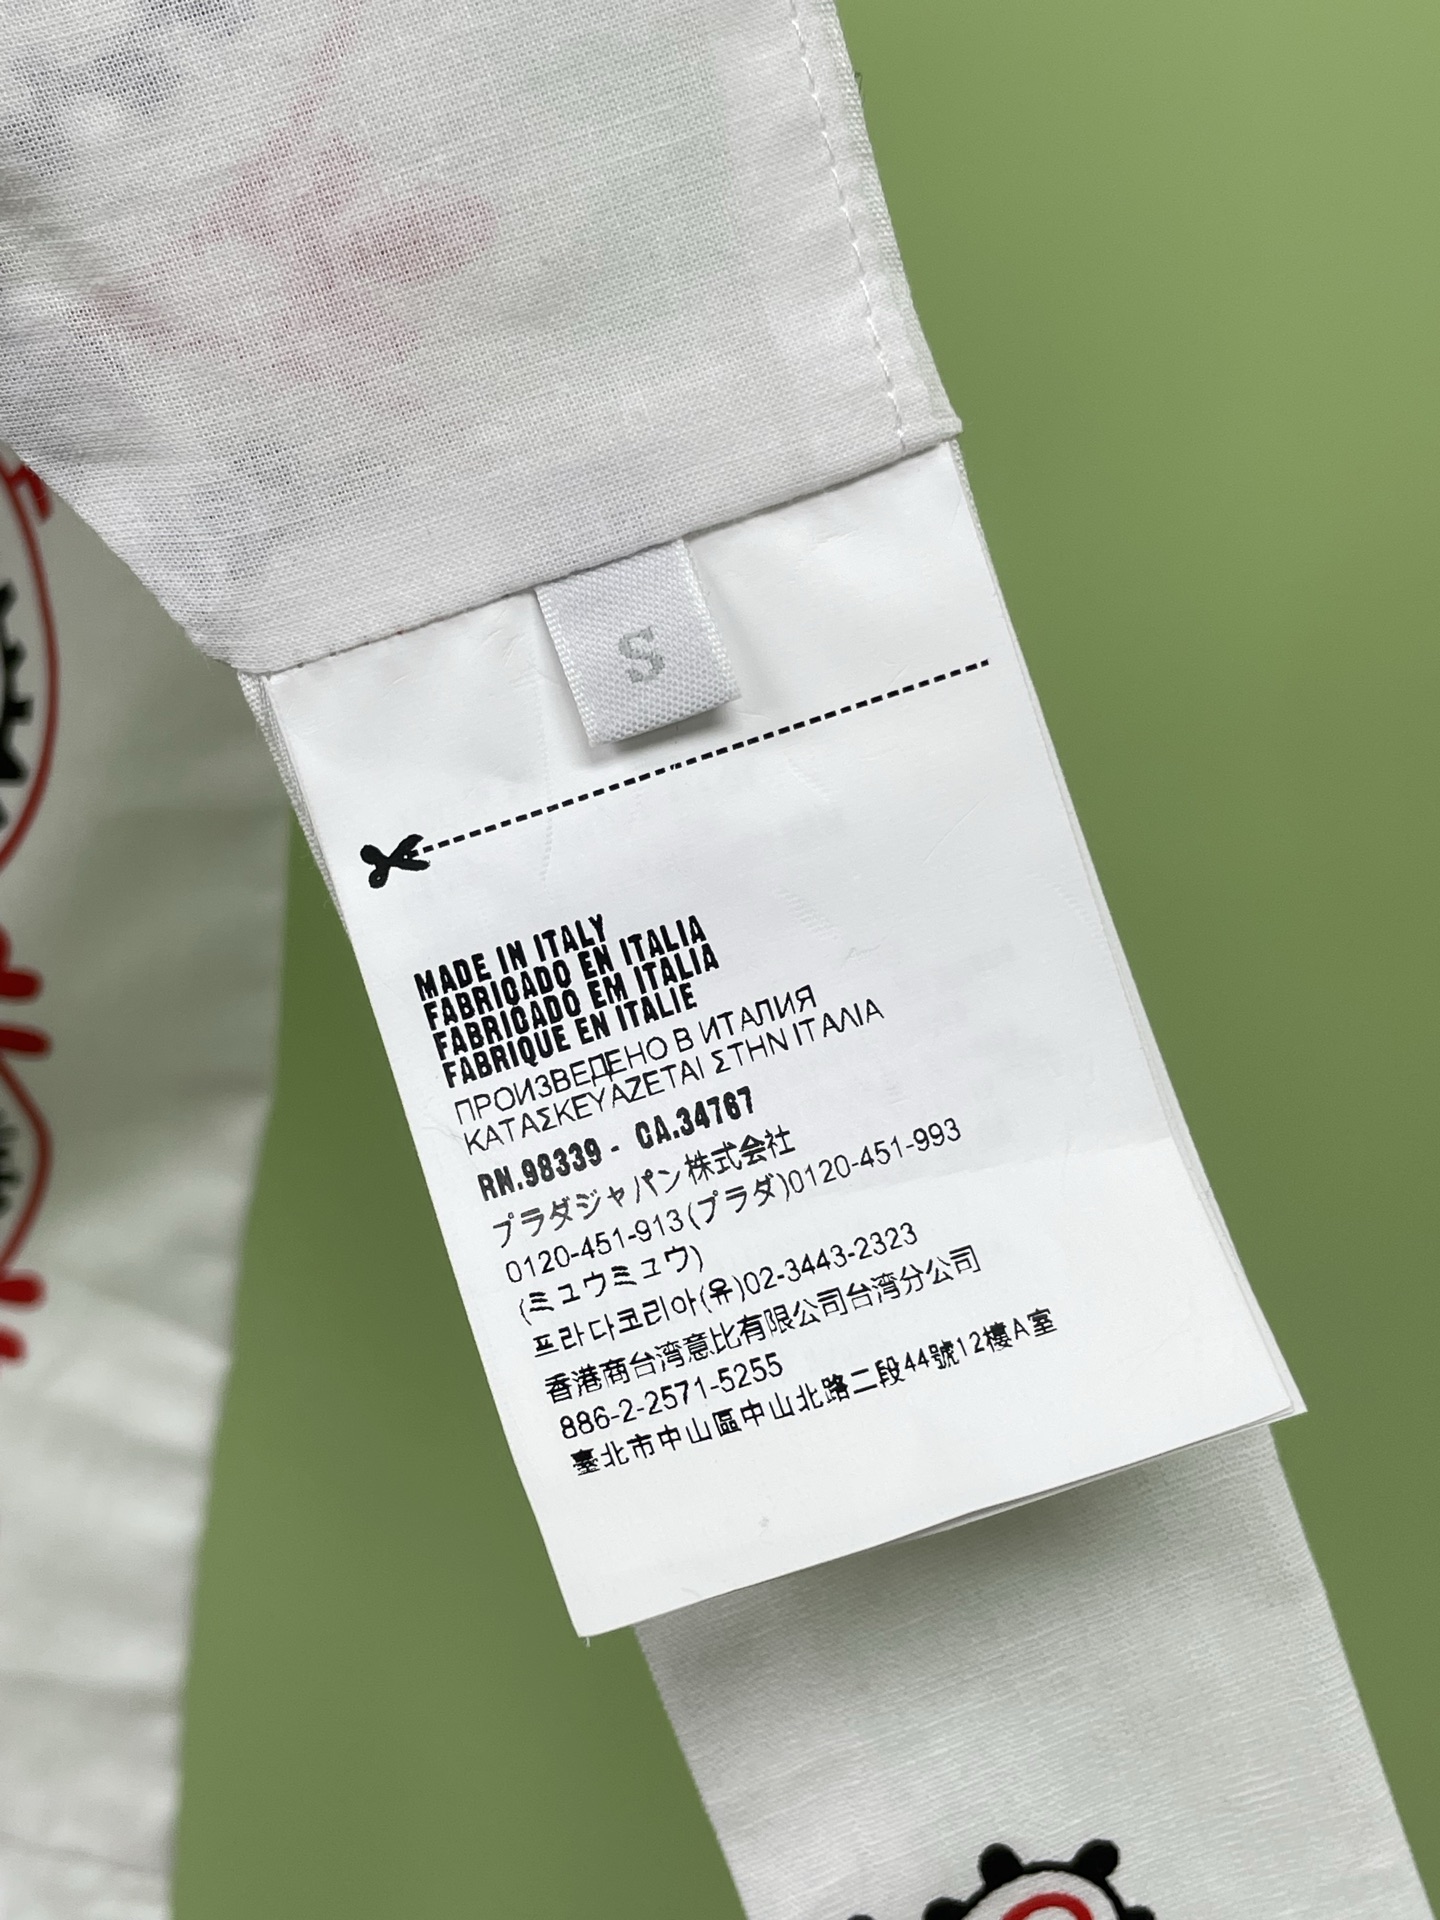 S
MADE IN ITALY
FABRICADO EN ITALIA
FABRICADO EM ITALIA
FABRIQUE EN ITALIE
ПРОИЗВЕДЕНО В ИТАЛИЯ
ΚΑΤΑΣΚΕΥΑΖΕΤΑΙ ΣΤΗΝ ΙΤΑΛΙΑ
RN.98339 - CA.34767
プラダジャパン株式会社
0120-451-913(プラダ)0120-451-993
(ミュウミュウ)
프라다코리아(유)02-3443-2323
香港商台湾意比有限公司台湾分公司
886-2-2571-5255
臺北市中山區中山北路二段44號12樓A室